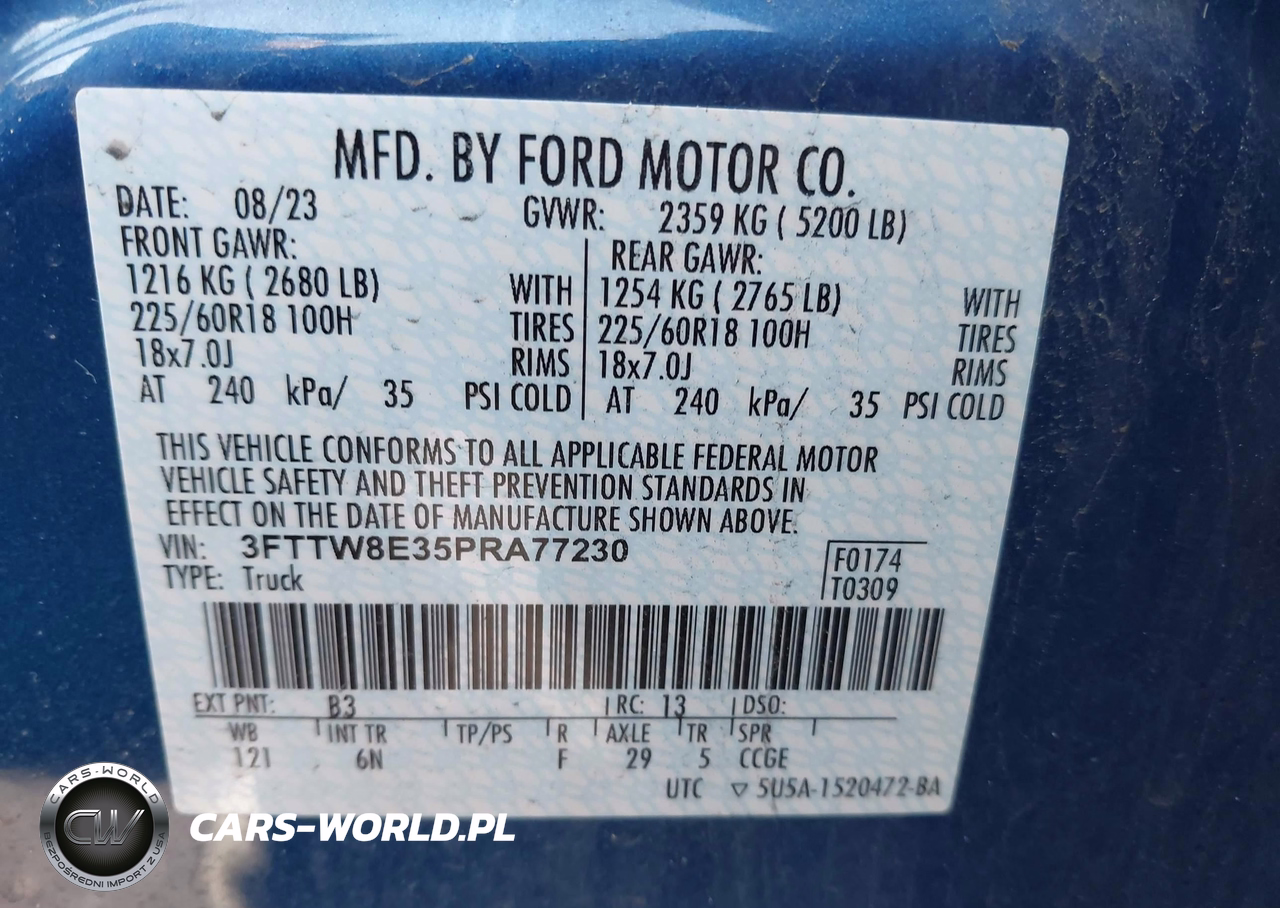 MFD. BY FORD MOTOR CO.
DATE: 08/23 GVWR: 2359 KG ( 5200 LB)
FRONT GAWR: REAR GAWR:
1216 KG ( 2680 LB) WITH 1254 KG ( 2765 LB) WITH
225/60R18 100H TIRES 225/60R18 100H TIRES
18x7.0J RIMS 18x7.0J RIMS
AT 240 kPa/ 35 PSI COLD AT 240 kPa/ 35 PSI COLD
THIS VEHICLE CONFORMS TO ALL APPLICABLE FEDERAL MOTOR
VEHICLE SAFETY AND THEFT PREVENTION STANDARDS IN
EFFECT ON THE DATE OF MANUFACTURE SHOWN ABOVE.
VIN: 3FTTW8E35PRA77230 F0174
TYPE: Truck T0309
EXT PNT: B3 RC: 13 DSO:
WB INT TR TP/PS R AXLE TR SPR
121 6N F 29 5 CCGE
UTC ▽ 5U5A-1520472-BA
CARS-WORLD
CW
BEZPOŚREDNI IMPORT Z USA
CARS-WORLD.PL